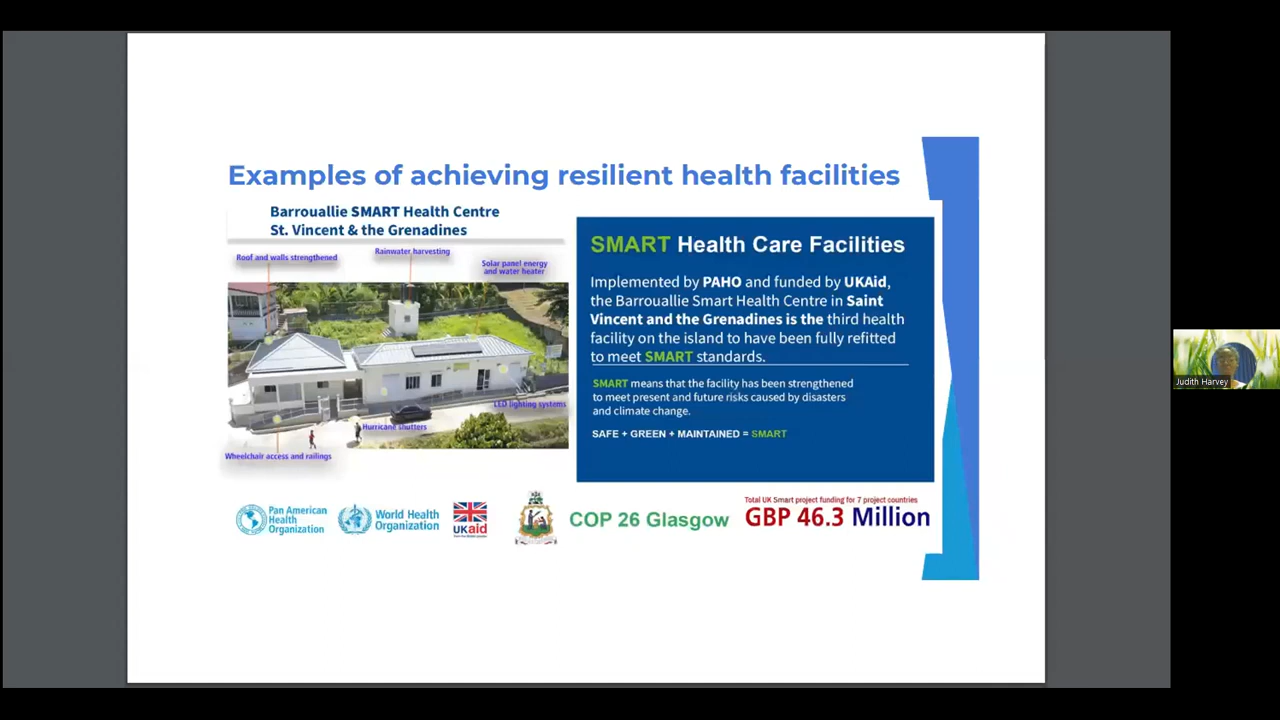 Examples of achieving resilient health facilities
Barrouallie SMART Health Centre
St. Vincent & the Grenadines
Roof and walls strengthened
Rainwater harvesting
Solar panel energy
and water heater
LED lighting systems
Hurricane shutters
Wheelchair access and railings
SMART Health Care Facilities
Implemented by PAHO and funded by UKAid,
the Barrouallie Smart Health Centre in Saint
Vincent and the Grenadines is the third health
facility on the island to have been fully refitted
to meet SMART standards.
SMART means that the facility has been strengthened
to meet present and future risks caused by disasters
and climate change.
SAFE + GREEN + MAINTAINED = SMART
Pan American
Health
Organization
World Health
Organization
UKaid
from the British people
COP 26 Glasgow
Total UK Smart project funding for 7 project countries
GBP 46.3 Million
Judith Harvey